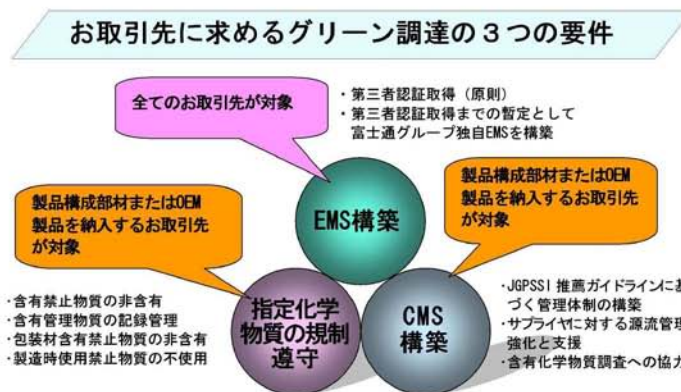 お取引先に求めるグリーン調達の3つの要件
全てのお取引先が対象
・第三者認証取得（原則）
・第三者認証取得までの暫定として
富士通グループ独自EMSを構築
製品構成部材またはOEM
製品を納入するお取引先
が対象
製品構成部材またはOEM
製品を納入するお取引先
が対象
EMS構築
・含有禁止物質の非含有
・含有管理物質の記録管理
・包装材含有禁止物質の非含有
・製造時使用禁止物質の不使用
指定化学
物質の規制
遵守
CMS
構築
・JGPSSI推薦ガイドラインに基
づく管理体制の構築
・サプライヤに対する源流管理
強化と支援
・含有化学物質調査への協力